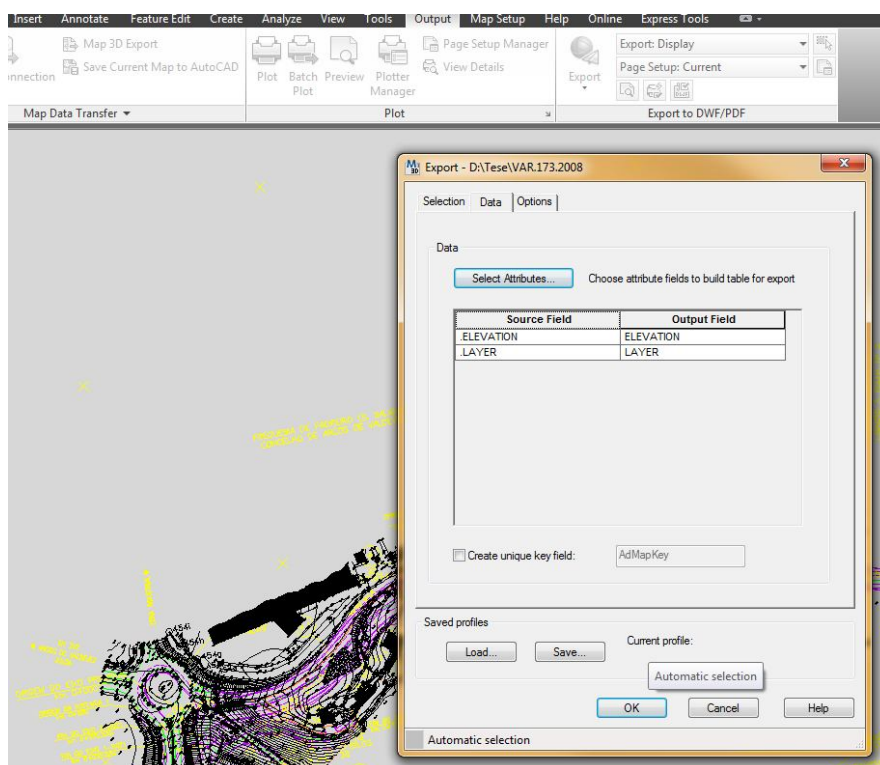 Insert Annotate Feature Edit Create Analyze View Tools Output Map Setup Help Online Express Tools
Map 3D Export
Save Current Map to AutoCAD
Map Data Transfer
Plot
Batch Plot
Preview
Plotter Manager
Page Setup Manager
View Details
Plot
Export
Export: Display
Page Setup: Current
Export to DWF/PDF
Export - D:\Tese\VAR.173.2008
Selection Data Options
Data
Select Attributes... Choose attribute fields to build table for export
Source Field Output Field
.ELEVATION ELEVATION
.LAYER LAYER
Create unique key field: AdMapKey
Saved profiles
Load... Save... Current profile:
Automatic selection
OK Cancel Help
Automatic selection